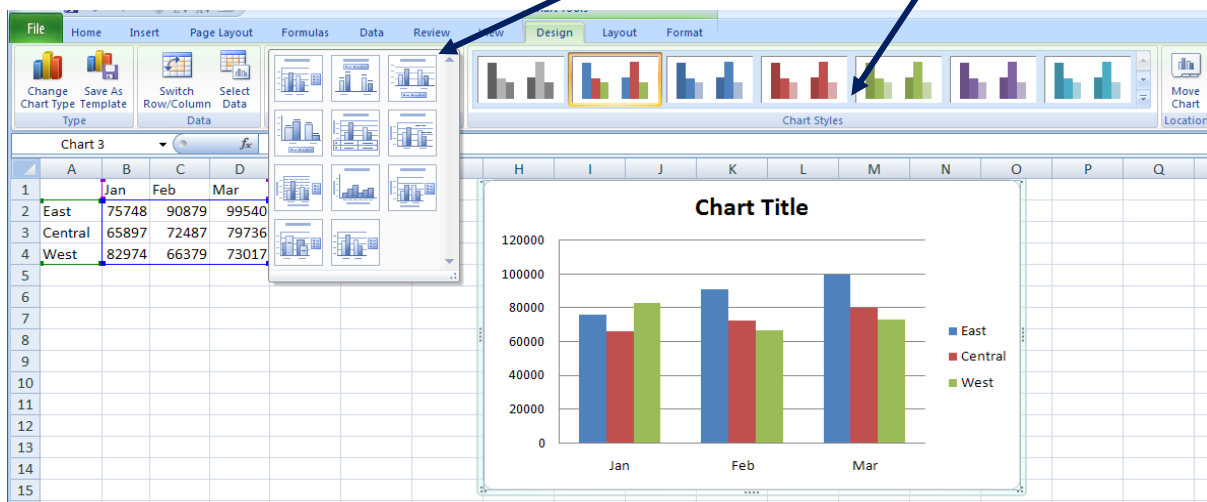 Chart Tools
File Home Insert Page Layout Formulas Data Review View Design Layout Format
Change Chart Type Save As Template Switch Row/Column Select Data Move Chart
Type Data Chart Styles Location
Chart 3 fx
A B C D H I J K L M N O P Q
1 Jan Feb Mar
2 East 75748 90879 99540
3 Central 65897 72487 79736
4 West 82974 66379 73017
5
6
7
8
9
10
11
12
13
14
15
Chart Title
120000
100000
80000
60000
40000
20000
0
Jan Feb Mar
East
Central
West